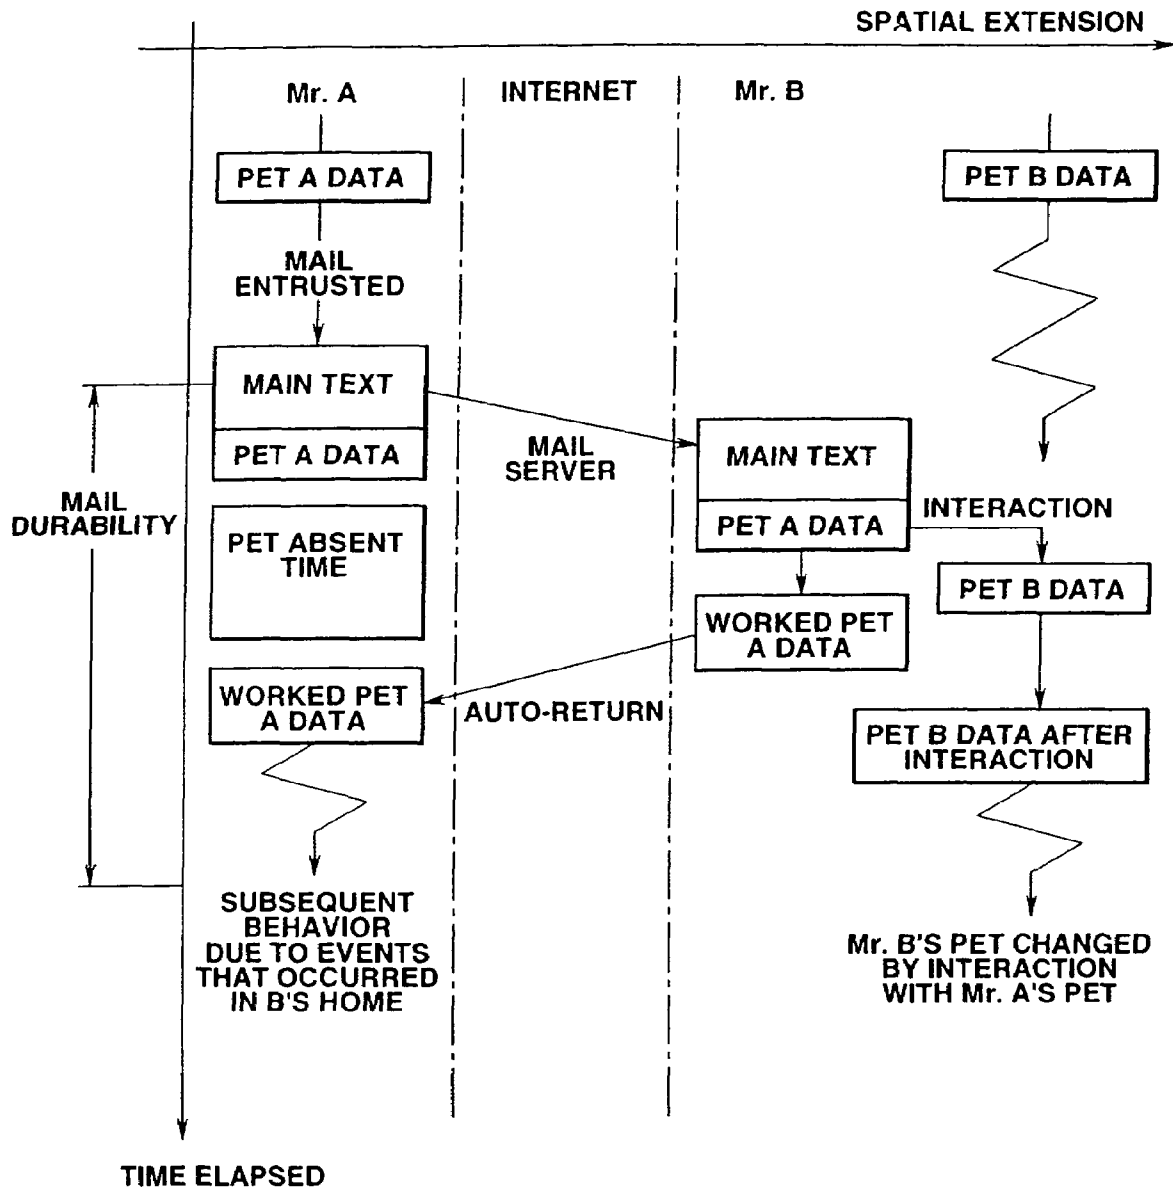 SPATIAL EXTENSION
Mr. A
INTERNET
Mr. B
PET A DATA
PET B DATA
MAIL
ENTRUSTED
MAIN TEXT
PET A DATA
MAIL
SERVER
MAIN TEXT
PET A DATA
INTERACTION
MAIL
DURABILITY
PET ABSENT
TIME
PET B DATA
WORKED PET
A DATA
WORKED PET
A DATA
AUTO-RETURN
PET B DATA AFTER
INTERACTION
SUBSEQUENT
BEHAVIOR
DUE TO EVENTS
THAT OCCURRED
IN B'S HOME
Mr. B'S PET CHANGED
BY INTERACTION
WITH Mr. A'S PET
TIME ELAPSED